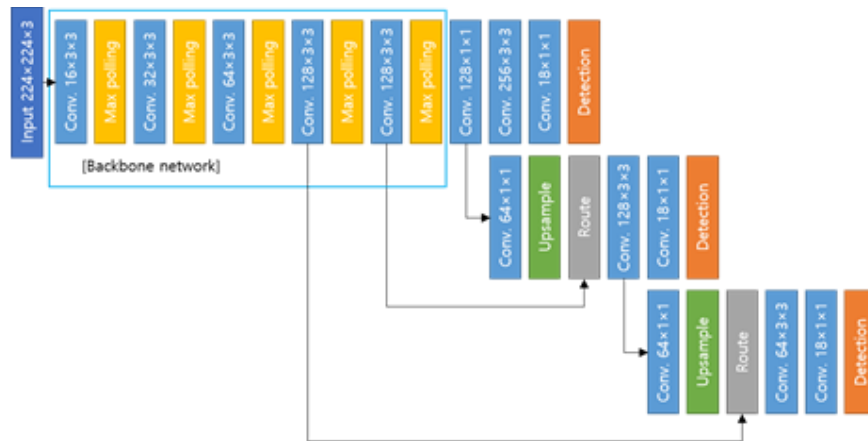 Input 224×224×3
Conv. 16×3×3
Max polling
Conv. 32×3×3
Max polling
Conv. 64×3×3
Max polling
Conv. 128×3×3
Max polling
Conv. 128×3×3
Max polling
Conv. 128×1×1
Conv. 256×3×3
Conv. 18×1×1
Detection
[Backbone network]
Conv. 64×1×1
Upsample
Route
Conv. 128×3×3
Conv. 18×1×1
Detection
Conv. 64×1×1
Upsample
Route
Conv. 64×3×3
Conv. 18×1×1
Detection